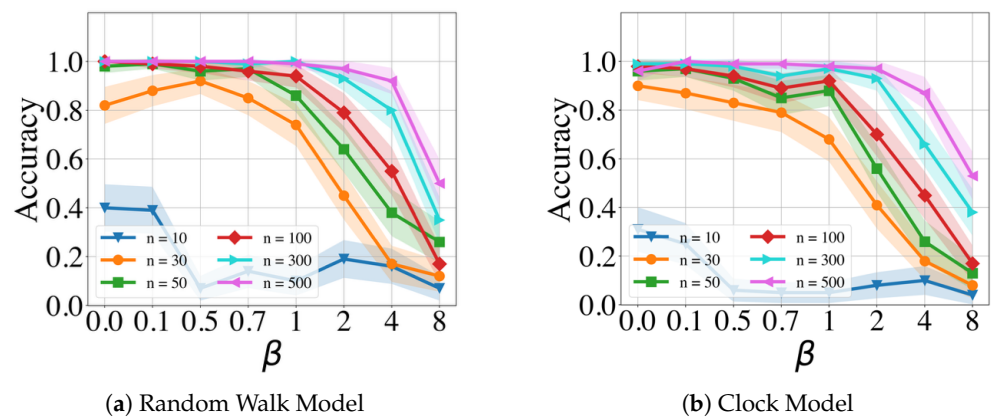 Accuracy
1.0
0.8
0.6
0.4
0.2
0.0
n = 10
n = 30
n = 50
n = 100
n = 300
n = 500
0.0 0.1 0.5 0.7 1 2 4 8
β
(a) Random Walk Model
Accuracy
1.0
0.8
0.6
0.4
0.2
0.0
n = 10
n = 30
n = 50
n = 100
n = 300
n = 500
0.0 0.1 0.5 0.7 1 2 4 8
β
(b) Clock Model